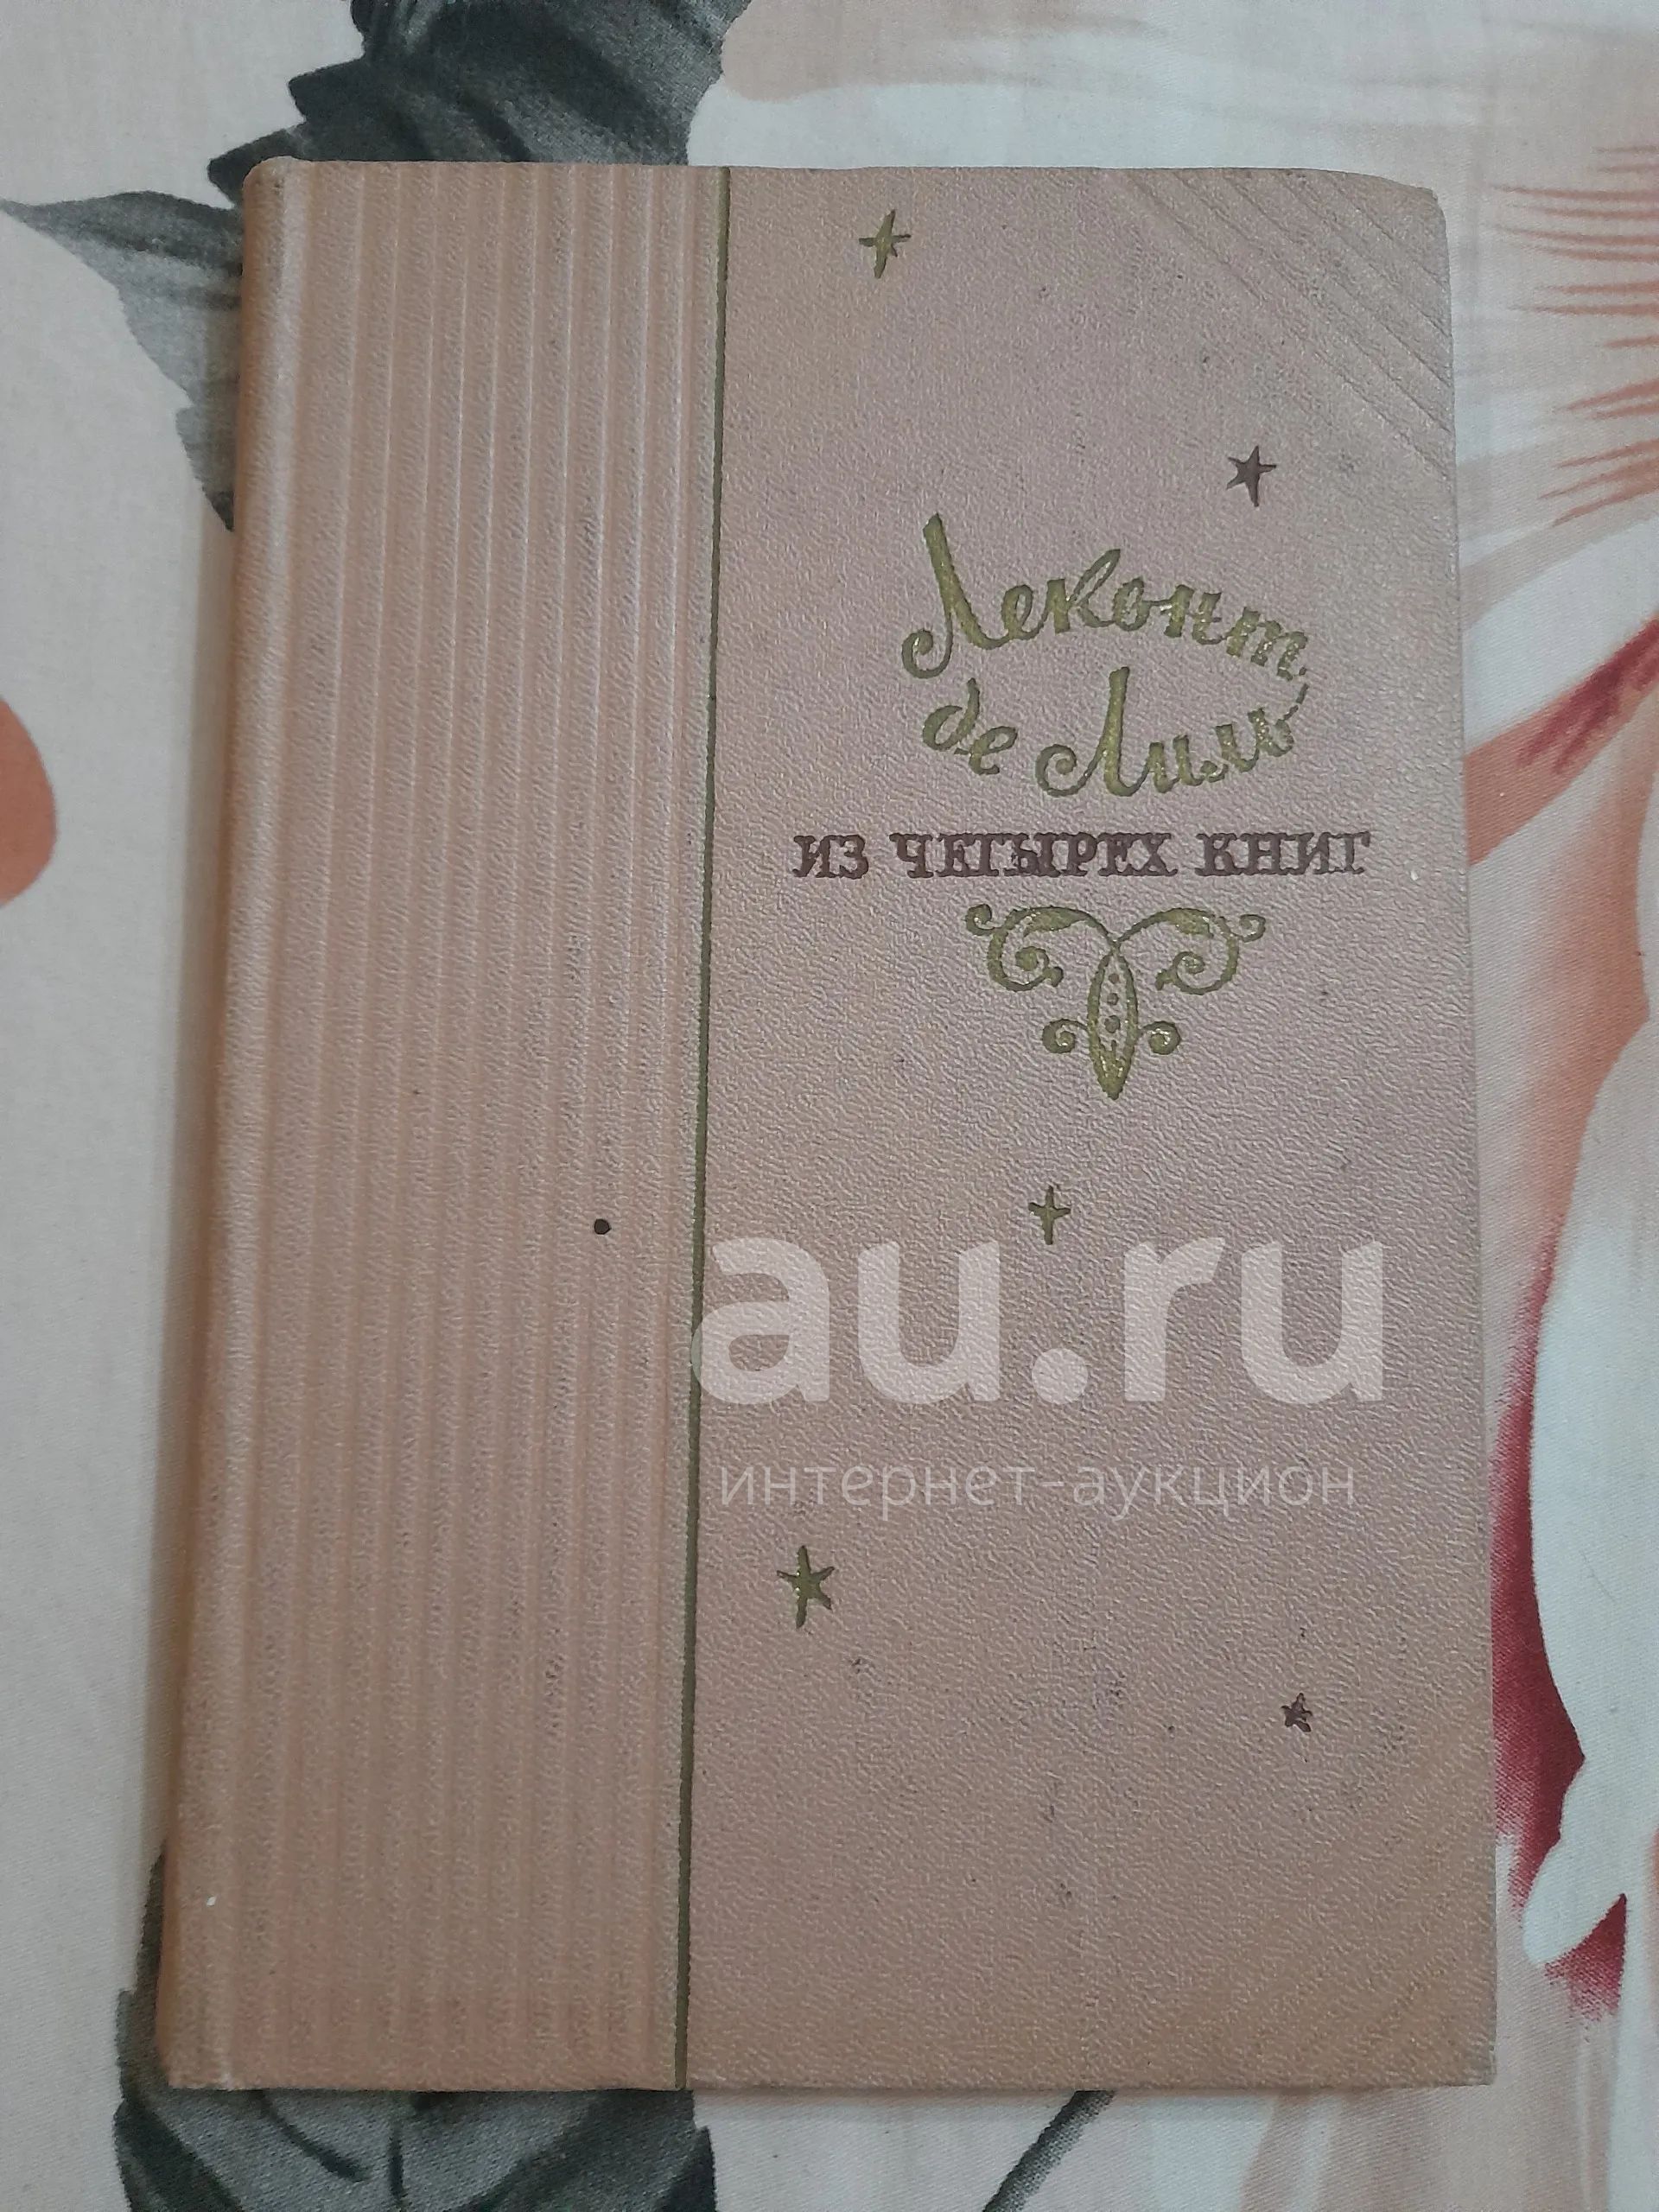 Леконт
де Лиль
ИЗ ЧЕТЫРЕХ КНИГ
au.ru
интернет-аукцион